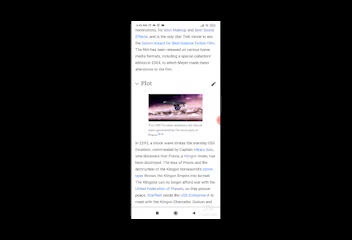 nominations, for Best Makeup and Best Sound
Effects, and is the only Star Trek movie to win
the Saturn Award for Best Science Fiction Film.
The film has been released on various home
media formats, including a special collectors'
edition in 2004, for which Meyer made minor
alterations to the film.
Plot
In 2293, a shock wave strikes the starship USS
Excelsior, commanded by Captain Hikaru Sulu,
who discovers that Praxis, a Klingon moon, has
been destroyed. The loss of Praxis and the
destruction of the Klingon homeworld's ozone
layer throws the Klingon Empire into turmoil.
The Klingons can no longer afford war with the
United Federation of Planets, so they pursue
peace. Starfleet sends the USS Enterprise-A to
meet with the Klingon Chancellor Gorkon and